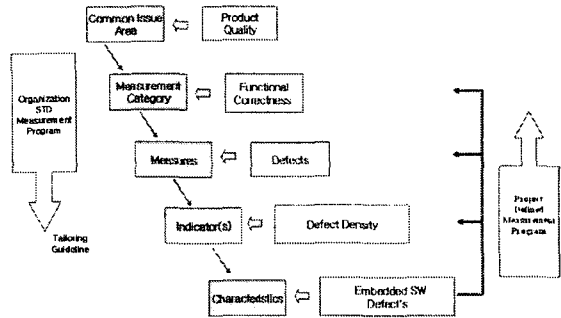 Common Issue
Area
Product
Quality
Organization
STD
Measurement
Program
Measurement
Category
Functional
Correctness
Measures
Defects
Indicator(s)
Defect Density
Tailoring
Guideline
Characteristics
Embedded SW
Defect's
Project
Defined
Measurement
Program